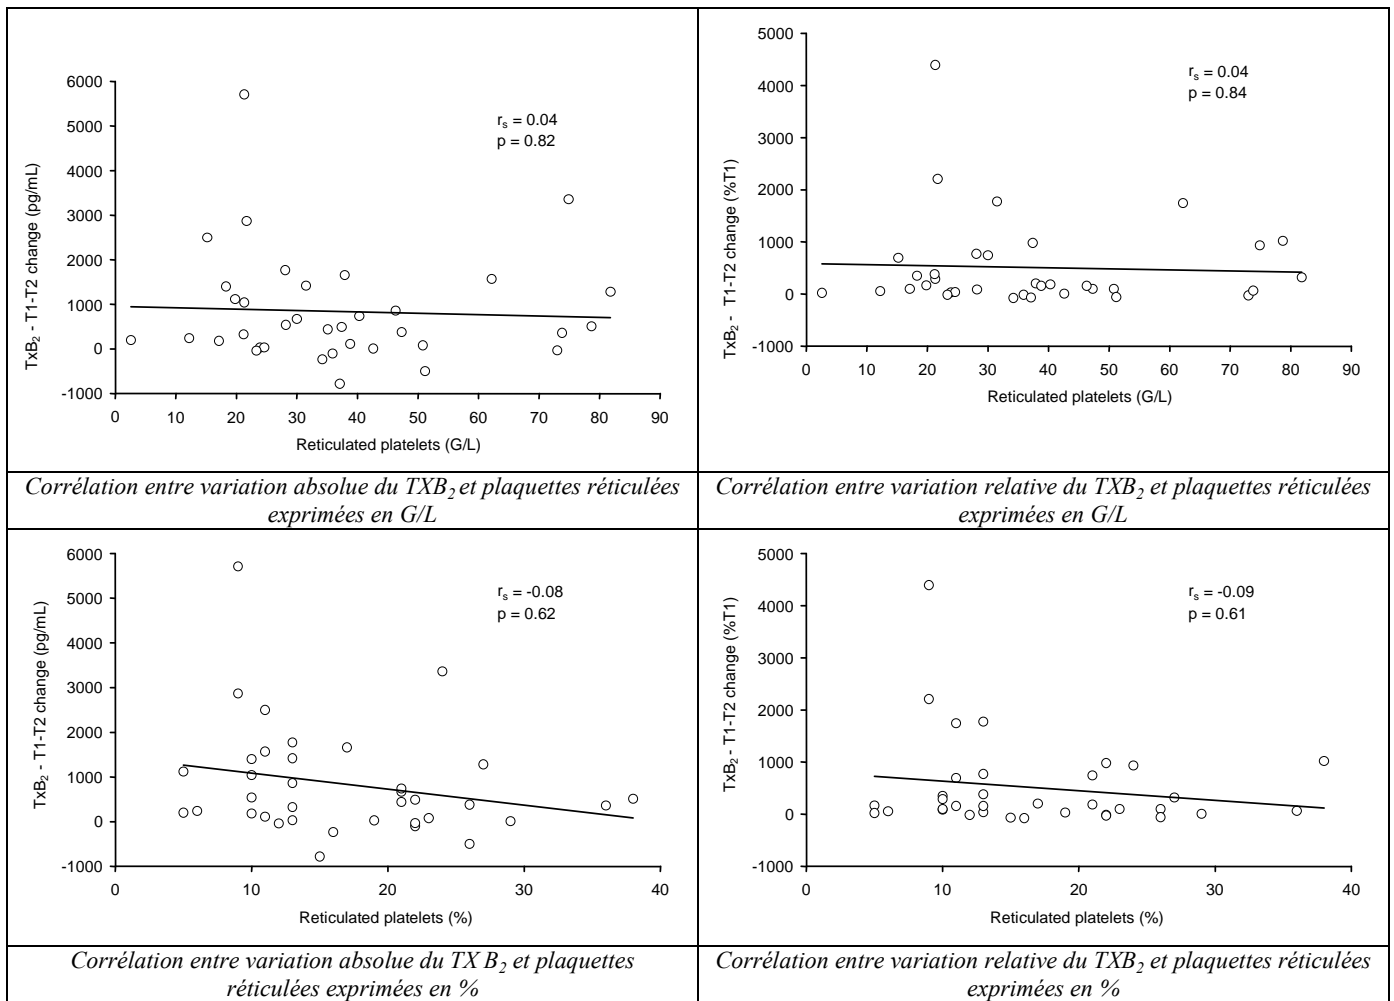 6000
5000
4000
3000
2000
1000
0
-1000
0 10 20 30 40 50 60 70 80 90
TxB2 - T1-T2 change (pg/mL)
Reticulated platelets (G/L)
rs = 0.04
p = 0.82
5000
4000
3000
2000
1000
0
-1000
0 10 20 30 40 50 60 70 80 90
TxB2 - T1-T2 change (%T1)
Reticulated platelets (G/L)
rs = 0.04
p = 0.84
Corrélation entre variation absolue du TXB2 et plaquettes réticulées
exprimées en G/L
Corrélation entre variation relative du TXB2 et plaquettes réticulées
exprimées en G/L
6000
5000
4000
3000
2000
1000
0
-1000
0 10 20 30 40
TxB2 - T1-T2 change (pg/mL)
Reticulated platelets (%)
rs = -0.08
p = 0.62
5000
4000
3000
2000
1000
0
-1000
0 10 20 30 40
TxB2 - T1-T2 change (%T1)
Reticulated platelets (%)
rs = -0.09
p = 0.61
Corrélation entre variation absolue du TX B2 et plaquettes
réticulées exprimées en %
Corrélation entre variation relative du TXB2 et plaquettes réticulées
exprimées en %